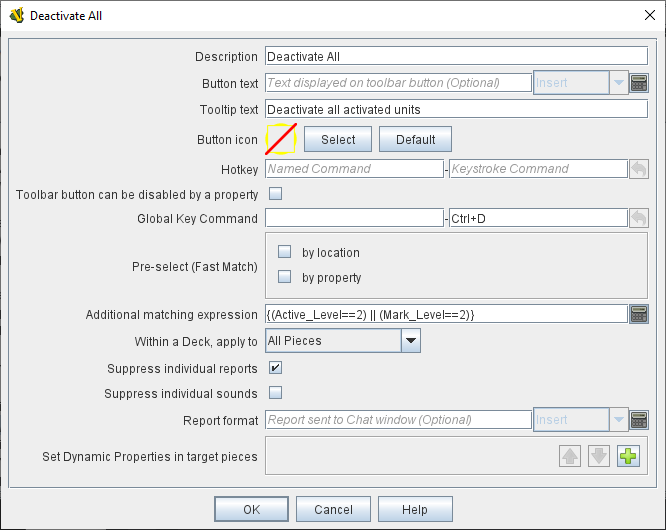 Deactivate All
Description Deactivate All
Button text Text displayed on toolbar button (Optional) Insert
Tooltip text Deactivate all activated units
Button icon Select Default
Hotkey Named Command - Keystroke Command
Toolbar button can be disabled by a property
Global Key Command - Ctrl+D
by location
Pre-select (Fast Match)
by property
Additional matching expression {(Active_Level==2) || (Mark_Level==2)}
Within a Deck, apply to All Pieces
Suppress individual reports
Suppress individual sounds
Report format Report sent to Chat window (Optional) Insert
Set Dynamic Properties in target pieces
OK Cancel Help